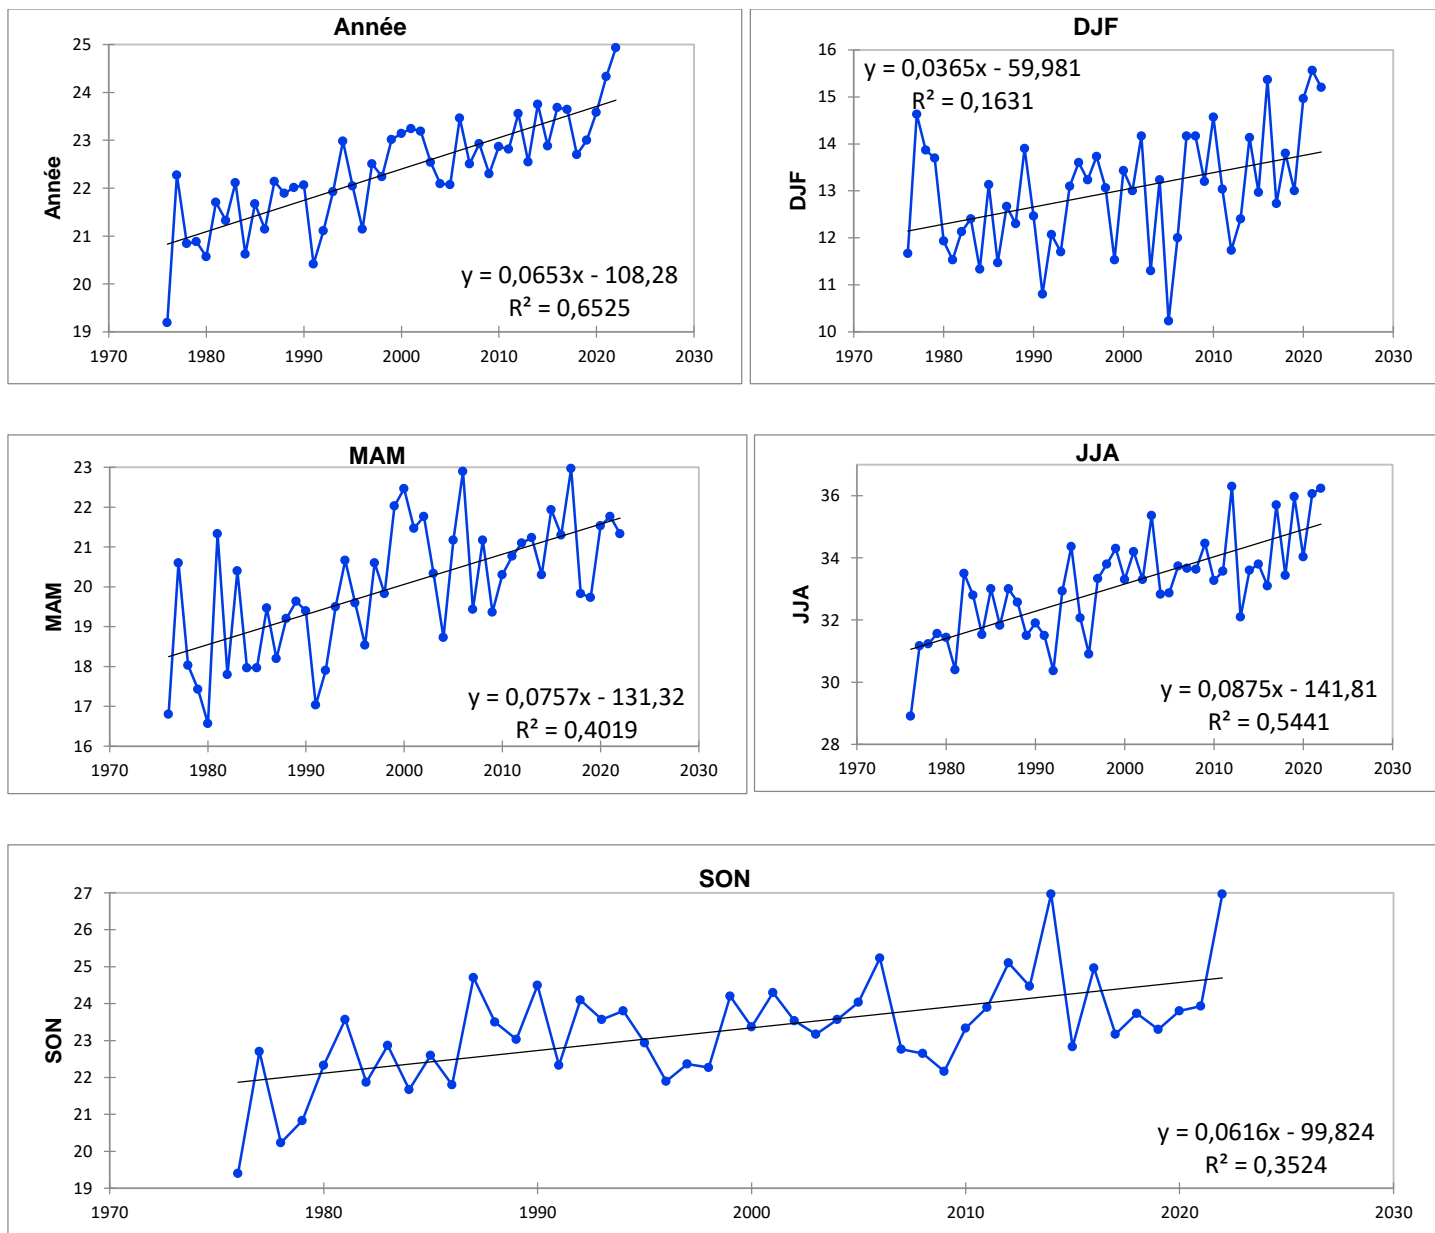 Année
25
24
23
22
21
20
19
Année
1970 1980 1990 2000 2010 2020 2030
y = 0,0653x - 108,28
R² = 0,6525
DJF
16
15
14
13
12
11
10
DJF
1970 1980 1990 2000 2010 2020 2030
y = 0,0365x - 59,981
R² = 0,1631
MAM
23
22
21
20
19
18
17
16
MAM
1970 1980 1990 2000 2010 2020 2030
y = 0,0757x - 131,32
R² = 0,4019
JJA
36
34
32
30
28
JJA
1970 1980 1990 2000 2010 2020 2030
y = 0,0875x - 141,81
R² = 0,5441
SON
27
26
25
24
23
22
21
20
19
SON
1970 1980 1990 2000 2010 2020 2030
y = 0,0616x - 99,824
R² = 0,3524